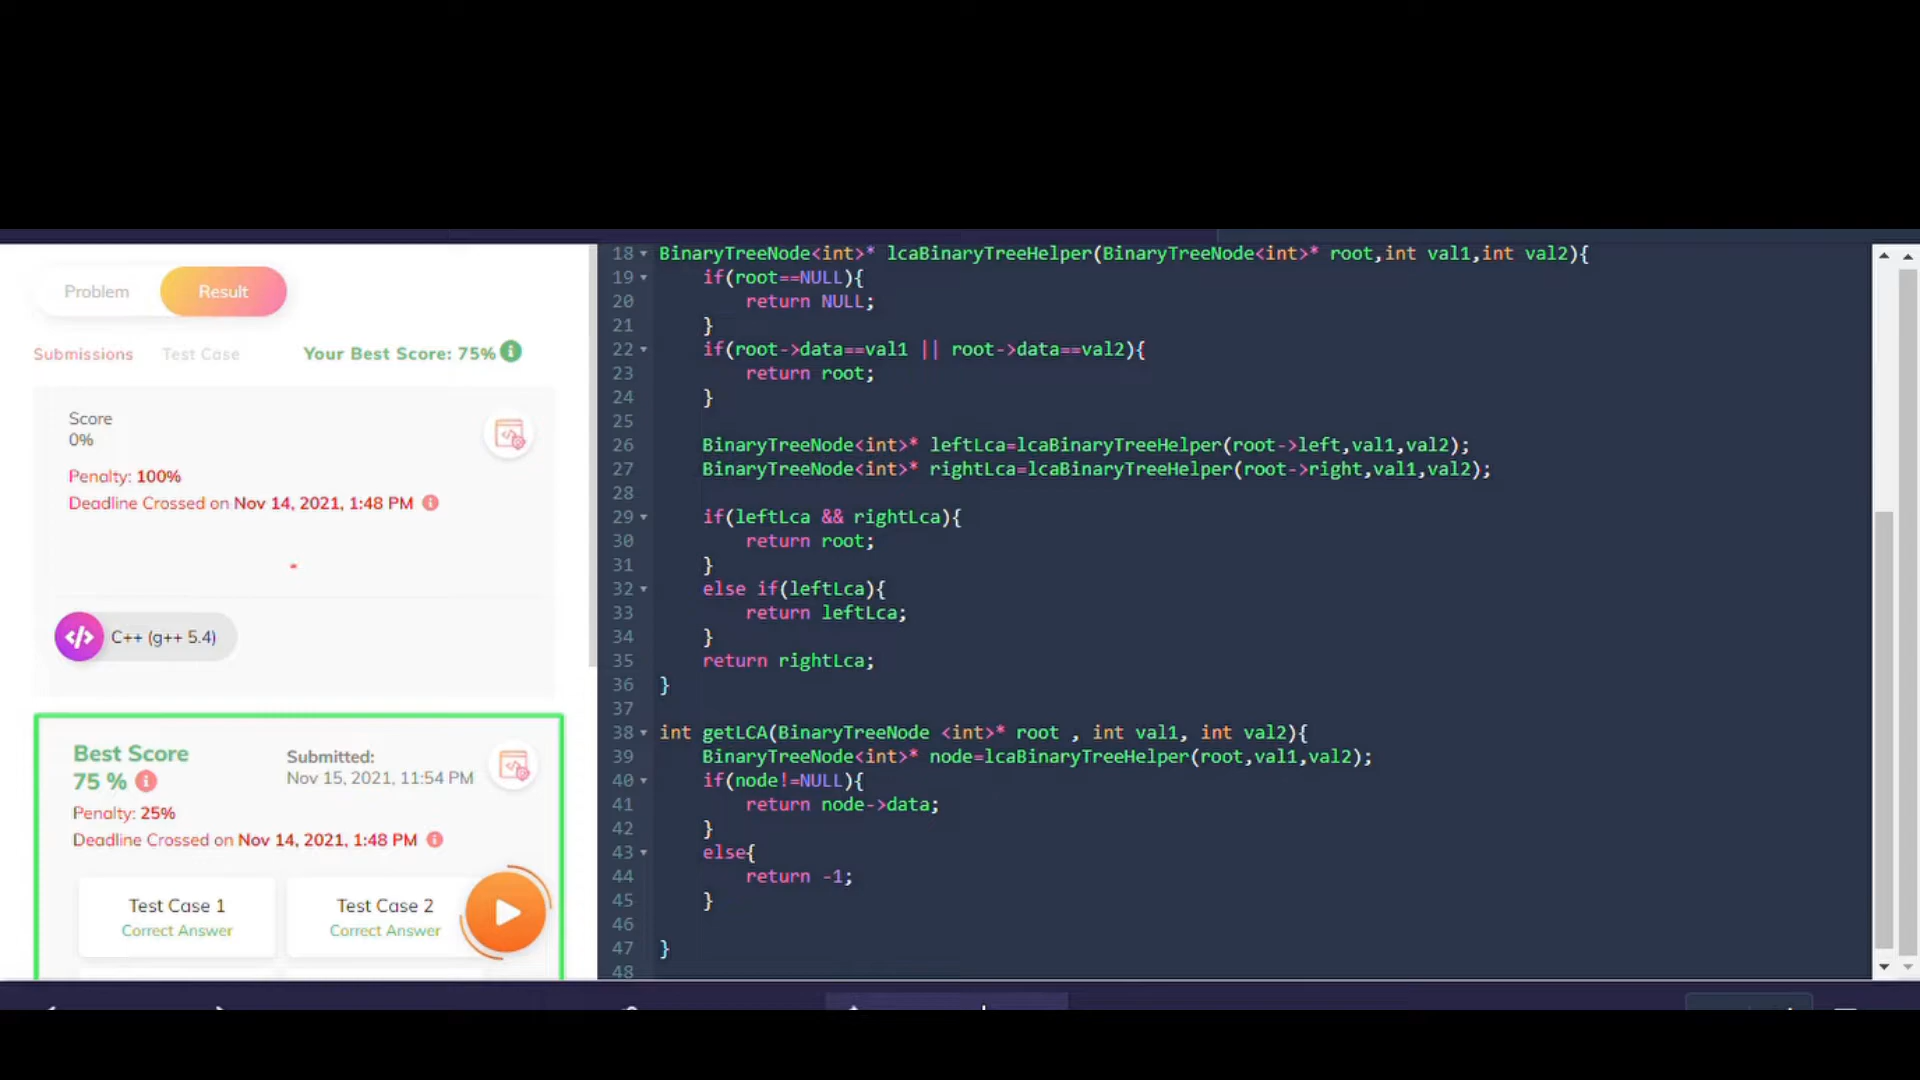 Problem
Result
Submissions
Test Case
Your Best Score: 75%
Score
0%
Penalty: 100%
Deadline Crossed on Nov 14, 2021, 1:48 PM
C++ (g++ 5.4)
Best Score
75 %
Submitted:
Nov 15, 2021, 11:54 PM
Penalty: 25%
Deadline Crossed on Nov 14, 2021, 1:48 PM
Test Case 1
Correct Answer
Test Case 2
Correct Answer
18 BinaryTreeNode<int>* lcaBinaryTreeHelper(BinaryTreeNode<int>* root,int val1,int val2){
19 if(root==NULL){
20 return NULL;
21 }
22 if(root->data==val1 || root->data==val2){
23 return root;
24 }
25
26 BinaryTreeNode<int>* leftLca=lcaBinaryTreeHelper(root->left,val1,val2);
27 BinaryTreeNode<int>* rightLca=lcaBinaryTreeHelper(root->right,val1,val2);
28
29 if(leftLca && rightLca){
30 return root;
31 }
32 else if(leftLca){
33 return leftLca;
34 }
35 return rightLca;
36 }
37
38 int getLCA(BinaryTreeNode <int>* root , int val1, int val2){
39 BinaryTreeNode<int>* node=lcaBinaryTreeHelper(root,val1,val2);
40 if(node!=NULL){
41 return node->data;
42 }
43 else{
44 return -1;
45 }
46
47 }
48